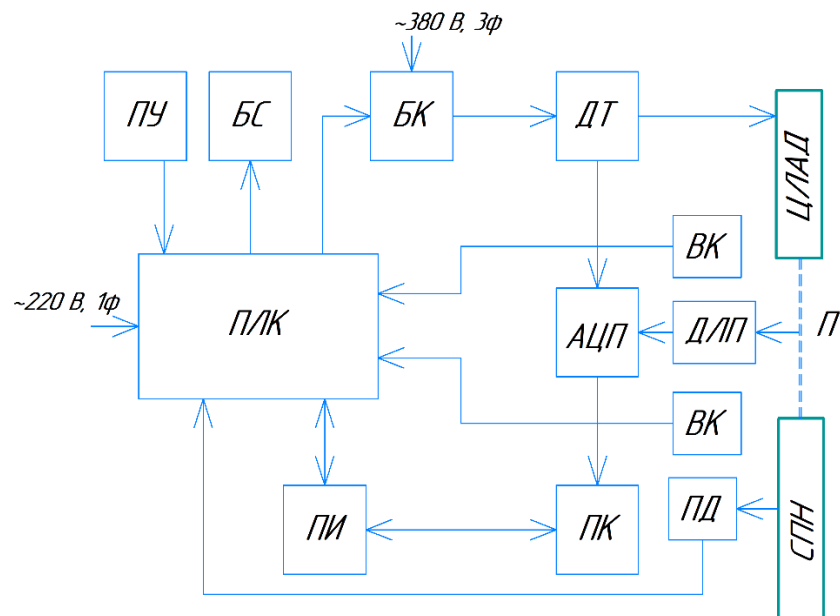 ~380 В, 3ф
ПУ
БС
БК
ДТ
ЦЛАД
ВК
~220 В, 1ф
ПЛК
АЦП
ДЛП
П
ВК
ПИ
ПК
ПД
СПН